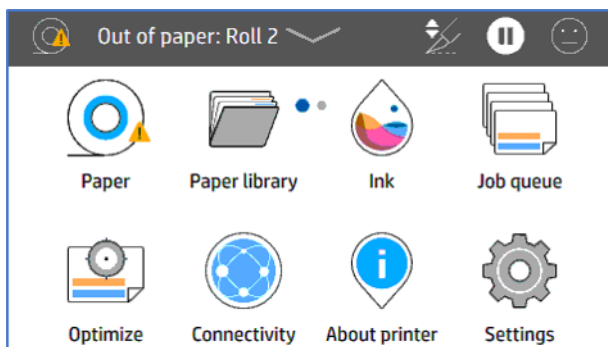 Out of paper: Roll 2
Paper
Paper library
Ink
Job queue
Optimize
Connectivity
About printer
Settings